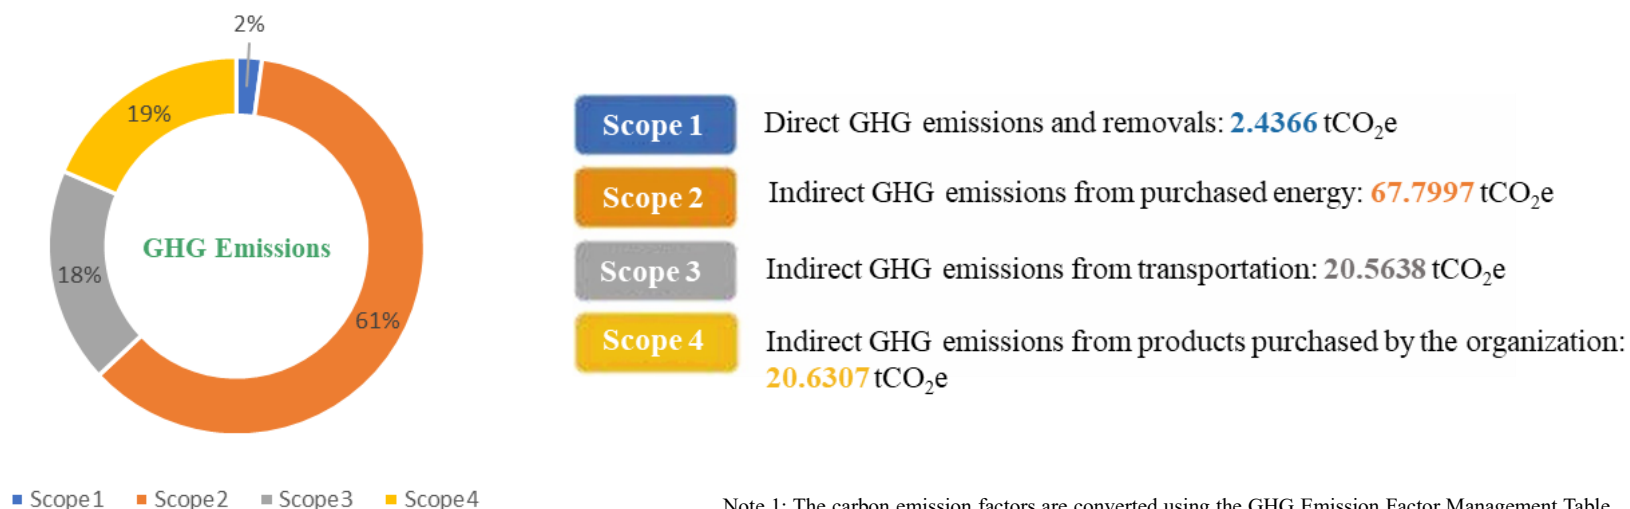 2%
19%
18%
61%
GHG Emissions
Scope1 Scope2 Scope3 Scope4
Scope 1 Direct GHG emissions and removals: 2.4366 tCO₂e
Scope 2 Indirect GHG emissions from purchased energy: 67.7997 tCO₂e
Scope 3 Indirect GHG emissions from transportation: 20.5638 tCO₂e
Scope 4 Indirect GHG emissions from products purchased by the organization:
20.6307 tCO₂e
Note 1: The carbon emission factors are converted using the GHG Emission Factor Management Table